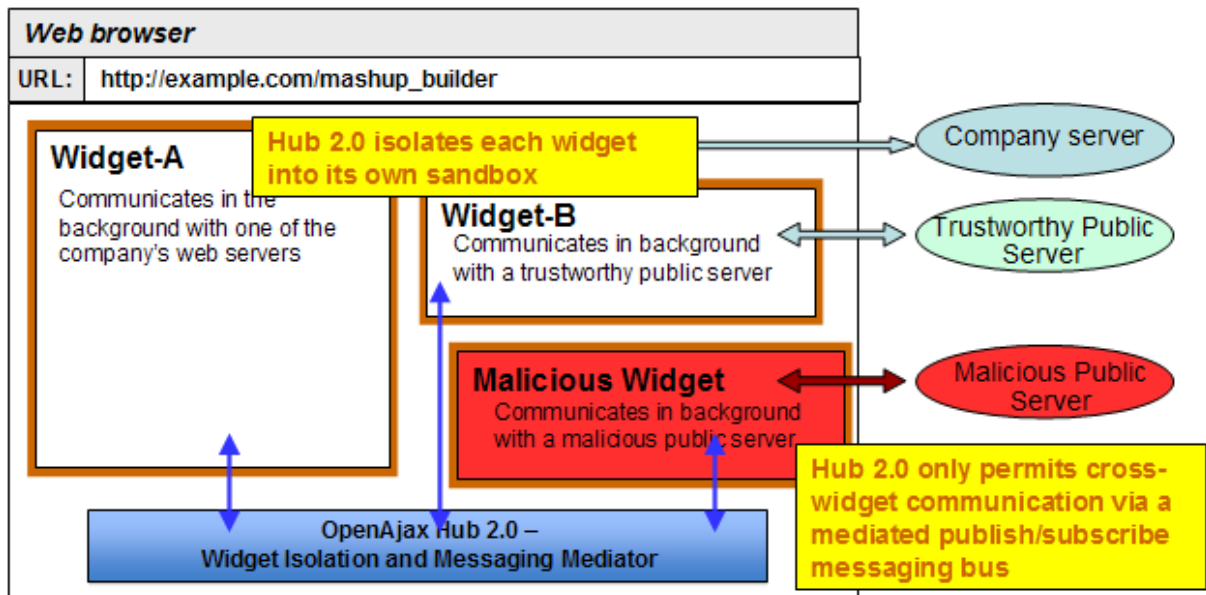 Web browser
URL: http://example.com/mashup_builder
Hub 2.0 isolates each widget
into its own sandbox
Widget-A
Communicates in the
background with one of the
company's web servers
Company server
Widget-B
Communicates in background
with a trustworthy public server
Trustworthy Public
Server
Malicious Widget
Communicates in background
with a malicious public server
Malicious Public
Server
Hub 2.0 only permits cross-
widget communication via a
mediated publish/subscribe
messaging bus
OpenAjax Hub 2.0 –
Widget Isolation and Messaging Mediator